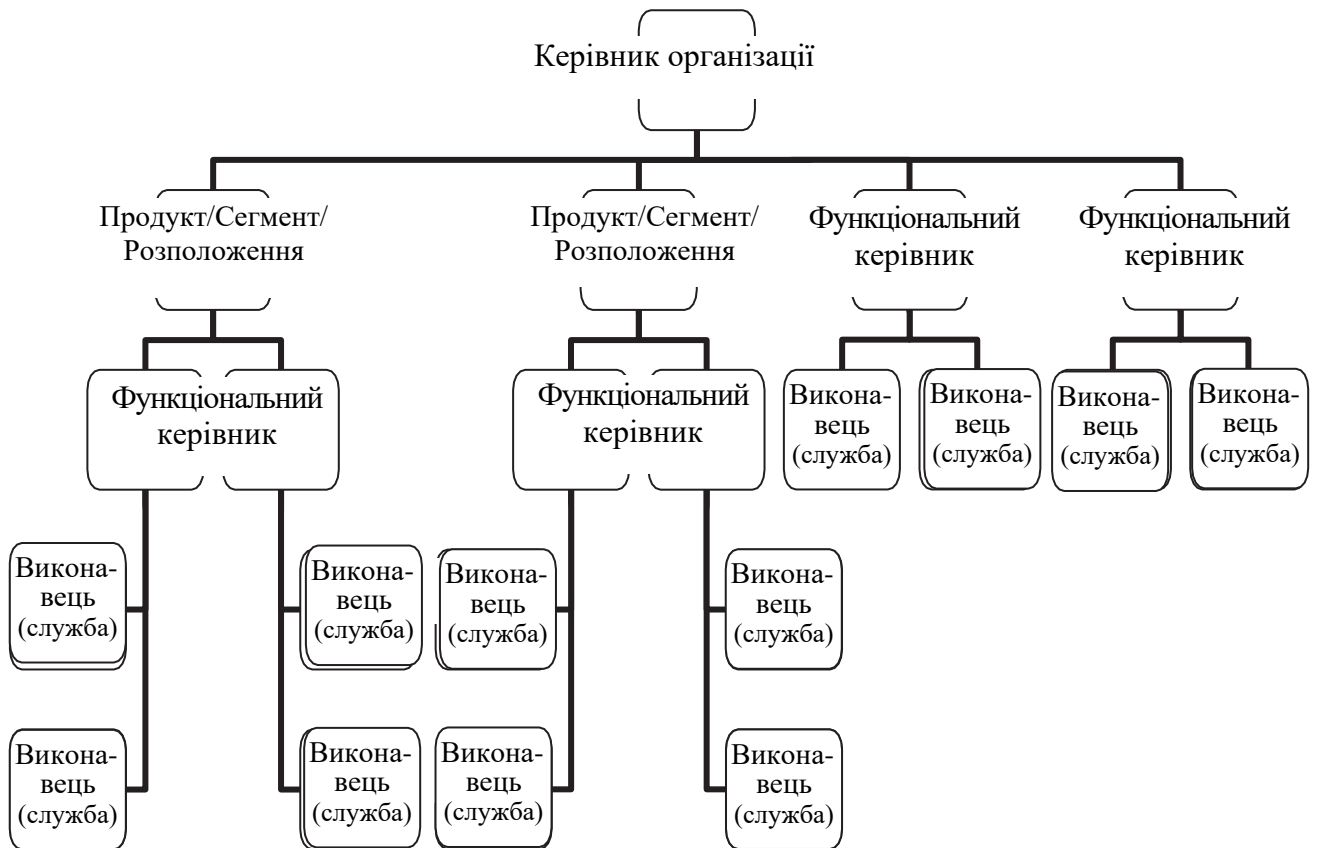 Керівник організації
Продукт/Сегмент/
Розположення
Продукт/Сегмент/
Розположення
Функціональний
керівник
Функціональний
керівник
Функціональний
керівник
Функціональний
керівник
Викона-
вець
(служба)
Викона-
вець
(служба)
Викона-
вець
(служба)
Викона-
вець
(служба)
Викона-
вець
(служба)
Викона-
вець
(служба)
Викона-
вець
(служба)
Викона-
вець
(служба)
Викона-
вець
(служба)
Викона-
вець
(служба)
Викона-
вець
(служба)
Викона-
вець
(служба)